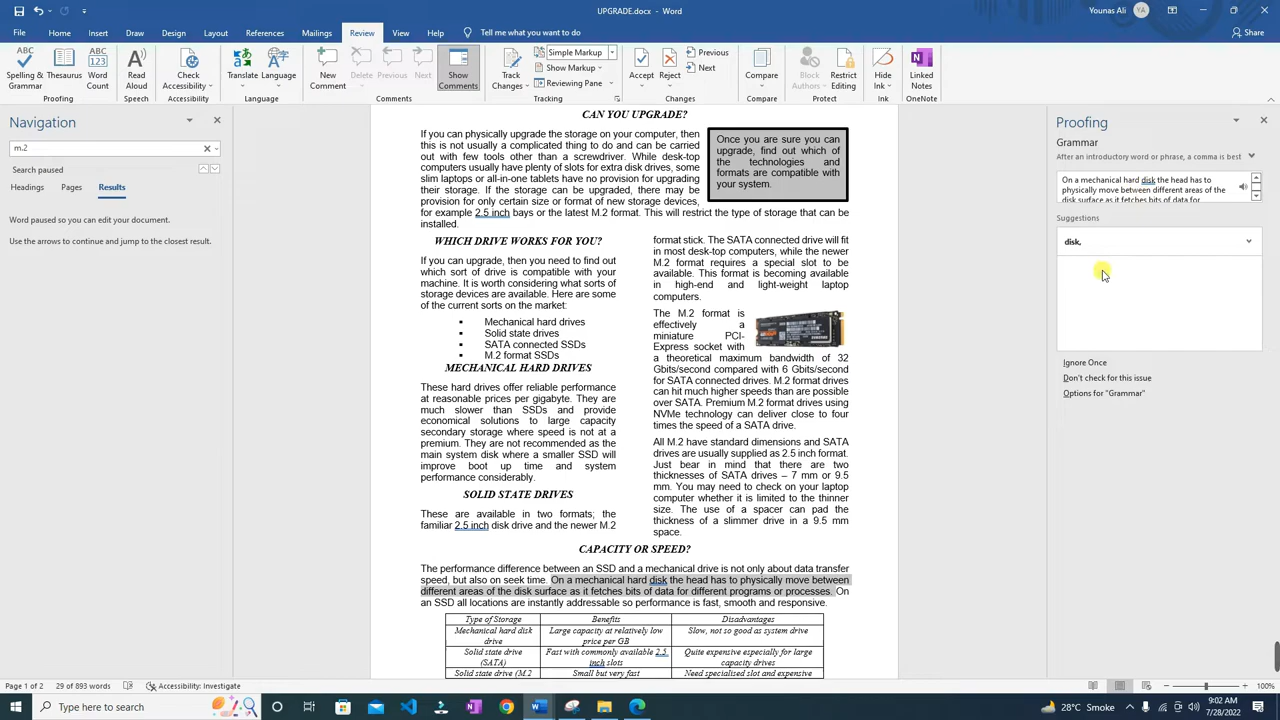 UPGRADE.docx - Word
Younas Ali YA
File Home Insert Draw Design Layout References Mailings Review View Help Tell me what you want to do Share
Spelling & Grammar
Thesaurus
Word Count
Read Aloud
Check Accessibility
Translate
Language
New Comment
Delete
Previous
Next
Show Comments
Track Changes
Simple Markup
Show Markup
Reviewing Pane
Accept
Reject
Previous
Next
Compare
Block Authors
Restrict Editing
Hide Ink
Linked Notes
Proofing Speech Accessibility Language Comments Tracking Changes Compare Protect Ink OneNote
Navigation
m.2
Search paused
Headings Pages Results
Word paused so you can edit your document.
Use the arrows to continue and jump to the closest result.
CAN YOU UPGRADE?
If you can physically upgrade the storage on your computer, then
this is not usually a complicated thing to do and can be carried
out with few tools other than a screwdriver. While desk-top
computers usually have plenty of slots for extra disk drives, some
slim laptops or all-in-one tablets have no provision for upgrading
their storage. If the storage can be upgraded, there may be
provision for only certain size or format of new storage devices,
for example 2.5 inch bays or the latest M.2 format. This will restrict the type of storage that can be
installed.
Once you are sure you can
upgrade, find out which of
the technologies and
formats are compatible with
your system.
WHICH DRIVE WORKS FOR YOU?
If you can upgrade, then you need to find out
which sort of drive is compatible with your
machine. It is worth considering what sorts of
storage devices are available. Here are some
of the current sorts on the market:
▪ Mechanical hard drives
▪ Solid state drives
▪ SATA connected SSDs
▪ M.2 format SSDs
MECHANICAL HARD DRIVES
These hard drives offer reliable performance
at reasonable prices per gigabyte. They are
much slower than SSDs and provide
economical solutions to large capacity
secondary storage where speed is not at a
premium. They are not recommended as the
main system disk where a smaller SSD will
improve boot up time and system
performance considerably.
SOLID STATE DRIVES
These are available in two formats; the
familiar 2.5 inch disk drive and the newer M.2
format stick. The SATA connected drive will fit
in most desk-top computers, while the newer
M.2 format requires a special slot to be
available. This format is becoming available
in high-end and light-weight laptop
computers.
The M.2 format is
effectively a
miniature PCI-
Express socket with
a theoretical maximum bandwidth of 32
Gbits/second compared with 6 Gbits/second
for SATA connected drives. M.2 format drives
can hit much higher speeds than are possible
over SATA. Premium M.2 format drives using
NVMe technology can deliver close to four
times the speed of a SATA drive.
All M.2 have standard dimensions and SATA
drives are usually supplied as 2.5 inch format.
Just bear in mind that there are two
thicknesses of SATA drives – 7 mm or 9.5
mm. You may need to check on your laptop
computer whether it is limited to the thinner
size. The use of a spacer can pad the
thickness of a slimmer drive in a 9.5 mm
space.
CAPACITY OR SPEED?
The performance difference between an SSD and a mechanical drive is not only about data transfer
speed, but also on seek time. On a mechanical hard disk the head has to physically move between
different areas of the disk surface as it fetches bits of data for different programs or processes. On
an SSD all locations are instantly addressable so performance is fast, smooth and responsive.
Type of Storage Benefits Disadvantages
Mechanical hard disk drive Large capacity at relatively low price per GB Slow, not so good as system drive
Solid state drive (SATA) Fast with commonly available 2.5 inch slots Quite expensive especially for large capacity drives
Solid state drive (M.2 Small but very fast Need specialised slot and expensive
Proofing
Grammar
After an introductory word or phrase, a comma is best
On a mechanical hard disk the head has to
physically move between different areas of the
disk surface as it fetches bits of data for
Suggestions
disk,
Ignore Once
Don't check for this issue
Options for "Grammar"
Page 1 of 2 29 of 893 words Accessibility: Investigate 100%
Type here to search
28°C Smoke
9:02 AM
7/28/2022